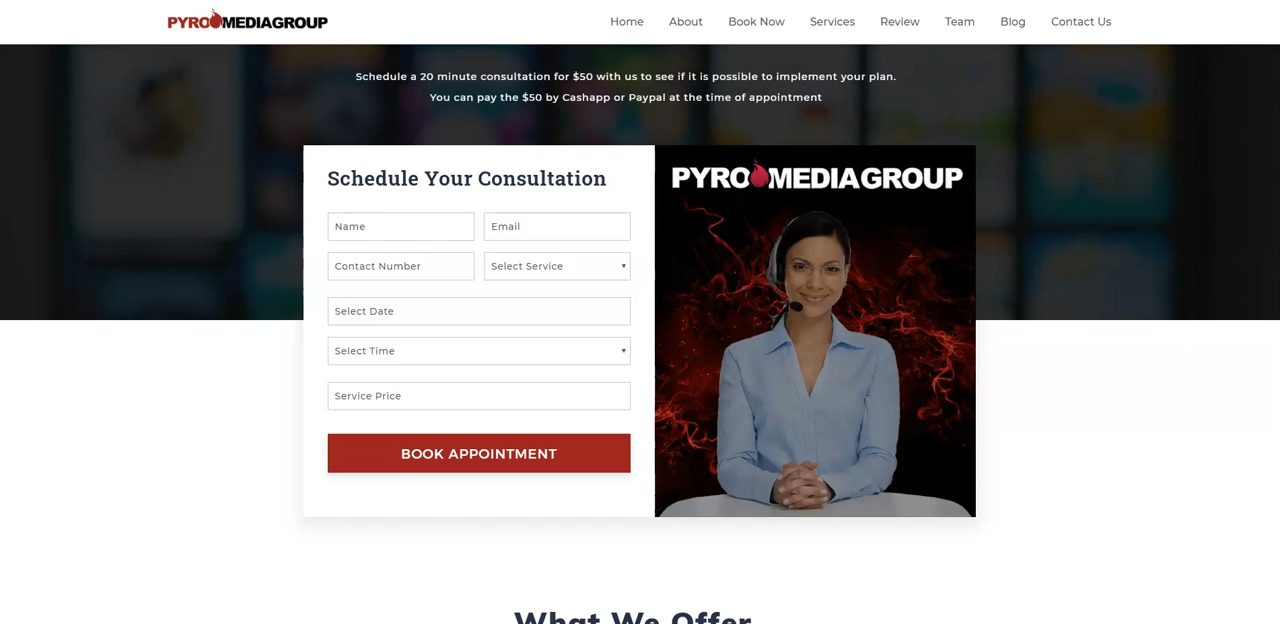 PYROMEDIAGROUP
Home About Book Now Services Review Team Blog Contact Us
Schedule a 20 minute consultation for $50 with us to see if it is possible to implement your plan.
You can pay the $50 by Cashapp or Paypal at the time of appointment
Schedule Your Consultation
Name Email
Contact Number Select Service
Select Date
Select Time
Service Price
BOOK APPOINTMENT
PYROMEDIAGROUP
What We Offer